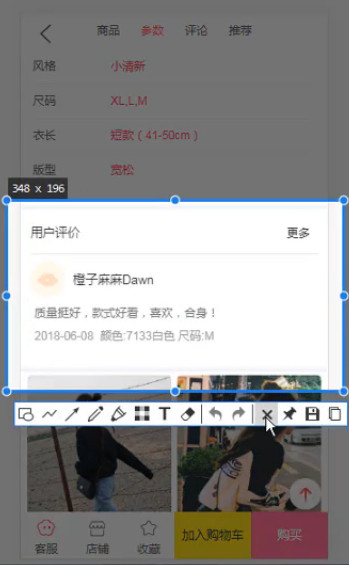 商品 参数 评论 推荐
风格 小清新
尺码 XL,L,M
衣长 短款（41-50cm）
版型 宽松
348 x 196
用户评价 更多
橙子麻麻Dawn
质量挺好，款式好看，喜欢，合身！
2018-06-08 颜色:7133白色 尺码:M
T
客服 店铺 收藏 加入购物车 购买